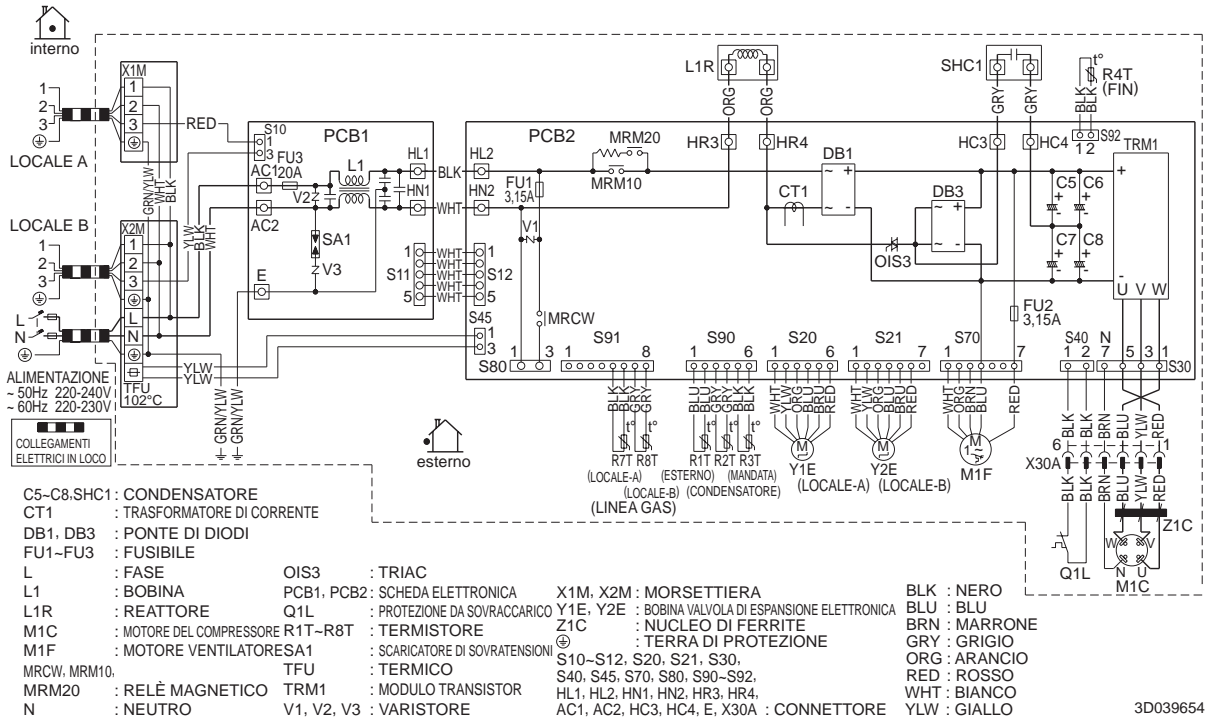 interno
X1M
L1R
SHC1
t°
R4T
(FIN)
1
2
3
LOCALE A
1
2
3
RED
S10
1
3
PCB1
FU3
20A
AC1
AC2
L1
V2
SA1
V3
E
HL1
HN1
BLK
WHT
HL2
HN2
PCB2
MRM20
MRM10
FU1
3,15A
V1
ORG
ORG
HR3
HR4
GRY
GRY
HC3
HC4
BLK
BLK
S92
1 2
TRM1
DB1
CT1
DB3
OIS3
C5 C6
C7 C8
+
-
U V W
FU2
3,15A
GRN/YLW
WHT
BLK
YLW
BLK
WHT
LOCALE B
1
2
3
X2M
1
2
3
L
N
L
N
TFU
102°C
YLW
YLW
GRN/YLW
GRN/YLW
ALIMENTAZIONE
~ 50Hz 220-240V
~ 60Hz 220-230V
COLLEGAMENTI
ELETTRICI IN LOCO
S11
1
5
WHT
WHT
WHT
WHT
WHT
S12
1
5
S45
1
3
MRCW
S80
1 3
S91
1 8
S90
1 6
S20
1 6
S21
1 7
S70
1 7
S40 N
1 2 7 5 3 1
S30
BLK BLK GRY GRY
BLU BLU GRY GRY BLK BLK
WHT YLW ORG BLU BRU RED
WHT YLW ORG BLU BRU RED
WHT ORG BRN BLU RED
BLK BLK BRN BLU YLW RED
esterno
t° t°
R7T R8T
(LOCALE-A)
(LOCALE-B)
(LINEA GAS)
t° t° t°
R1T R2T R3T
(ESTERNO) (MANDATA)
(CONDENSATORE)
M
Y1E
(LOCALE-A)
M
Y2E
(LOCALE-B)
M
1~
M1F
6 1
X30A
BLK BLK BRN BLU YLW RED
Z1C
W V
N U
Q1L
M1C
C5~C8,SHC1 : CONDENSATORE
CT1 : TRASFORMATORE DI CORRENTE
DB1, DB3 : PONTE DI DIODI
FU1~FU3 : FUSIBILE
L : FASE
L1 : BOBINA
L1R : REATTORE
M1C : MOTORE DEL COMPRESSORE
M1F : MOTORE VENTILATORE
MRCW, MRM10,
MRM20 : RELÈ MAGNETICO
N : NEUTRO
OIS3 : TRIAC
PCB1, PCB2 : SCHEDA ELETTRONICA
Q1L : PROTEZIONE DA SOVRACCARICO
R1T~R8T : TERMISTORE
SA1 : SCARICATORE DI SOVRATENSIONI
TFU : TERMICO
TRM1 : MODULO TRANSISTOR
V1, V2, V3 : VARISTORE
X1M, X2M : MORSETTIERA
Y1E, Y2E : BOBINA VALVOLA DI ESPANSIONE ELETTRONICA
Z1C : NUCLEO DI FERRITE
: TERRA DI PROTEZIONE
S10~S12, S20, S21, S30,
S40, S45, S70, S80, S90~S92,
HL1, HL2, HN1, HN2, HR3, HR4,
AC1, AC2, HC3, HC4, E, X30A : CONNETTORE
BLK : NERO
BLU : BLU
BRN : MARRONE
GRY : GRIGIO
ORG : ARANCIO
RED : ROSSO
WHT : BIANCO
YLW : GIALLO
3D039654